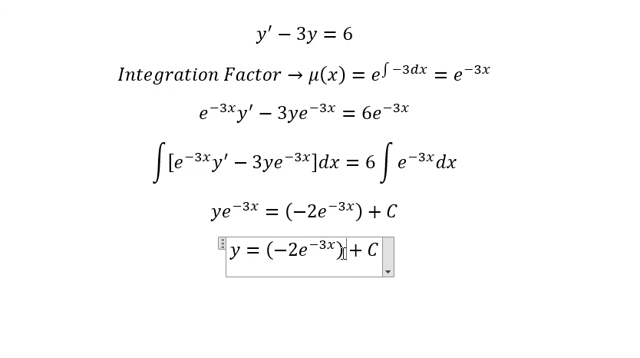 y′ − 3y = 6
Integration Factor → μ(x) = e^{∫ −3dx} = e^{−3x}
e^{−3x}y′ − 3ye^{−3x} = 6e^{−3x}
∫[e^{−3x}y′ − 3ye^{−3x}]dx = 6∫e^{−3x}dx
ye^{−3x} = (−2e^{−3x}) + C
y = (−2e^{−3x}) + C